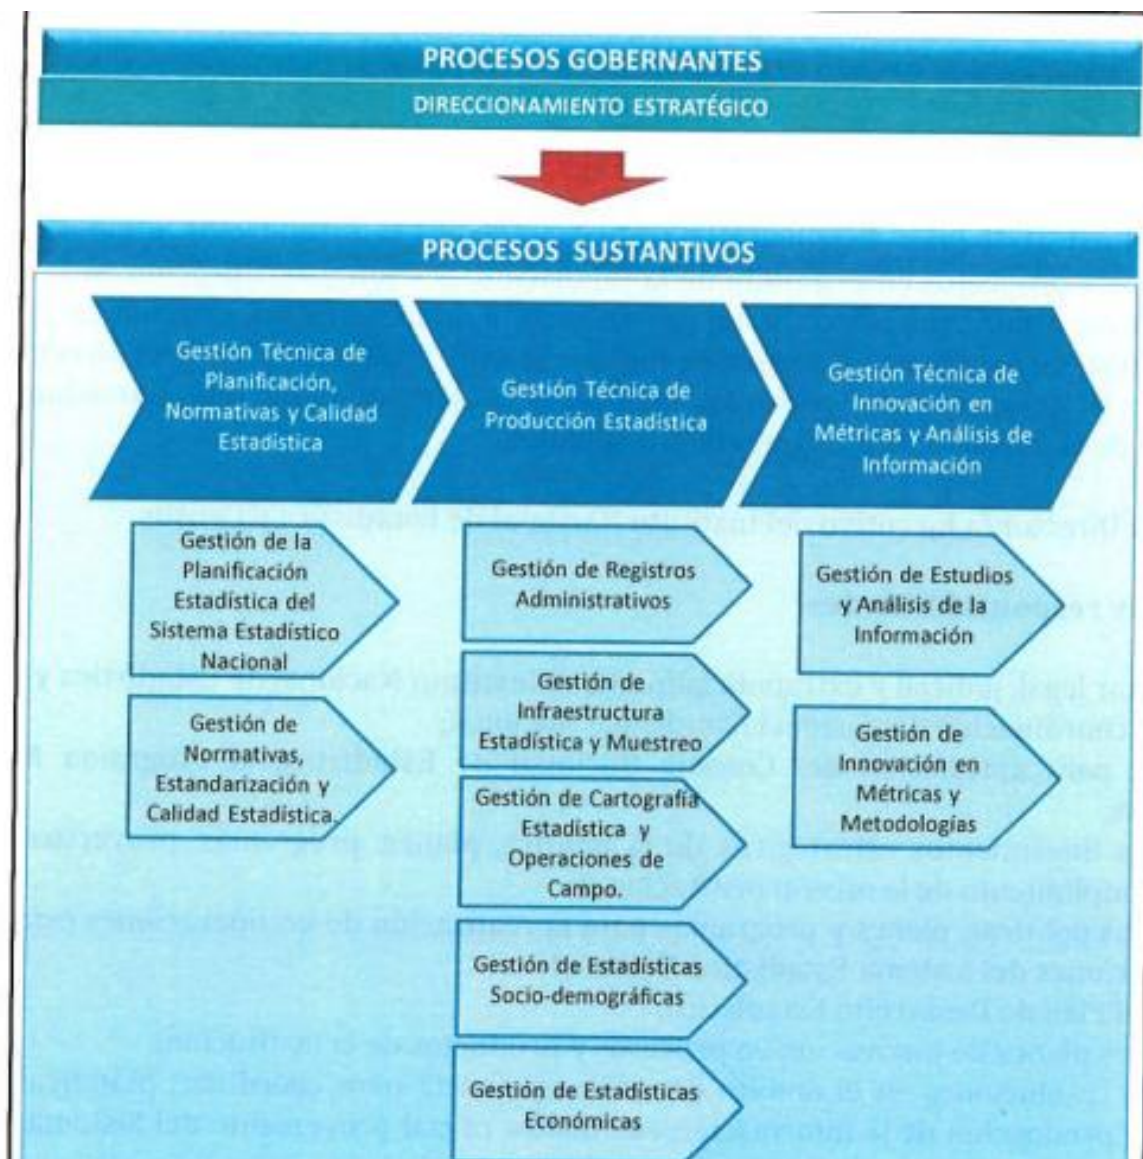 PROCESOS GOBERNANTES
DIRECCIONAMIENTO ESTRATÉGICO
PROCESOS SUSTANTIVOS
Gestión Técnica de
Planificación,
Normativas y Calidad
Estadística
Gestión Técnica de
Producción Estadística
Gestión Técnica de
Innovación en
Métricas y Análisis de
Información
Gestión de la
Planificación
Estadística del
Sistema Estadístico
Nacional
Gestión de
Normativas,
Estandarización y
Calidad Estadística.
Gestión de Registros
Administrativos
Gestión de
Infraestructura
Estadística y Muestreo
Gestión de Cartografía
Estadística y
Operaciones de
Campo.
Gestión de Estadísticas
Socio-demográficas
Gestión de Estadísticas
Económicas
Gestión de Estudios
y Análisis de la
Información
Gestión de
Innovación en
Métricas y
Metodologías